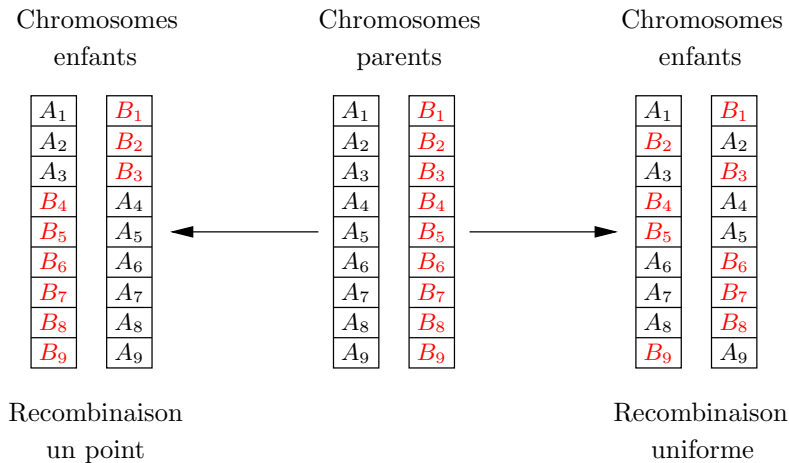 Chromosomes Chromosomes Chromosomes
enfants parents enfants
A₁ B₁ A₁ B₁ A₁ B₁
A₂ B₂ A₂ B₂ B₂ A₂
A₃ B₃ A₃ B₃ A₃ B₃
B₄ A₄ A₄ B₄ B₄ A₄
B₅ A₅ A₅ B₅ B₅ A₅
B₆ A₆ A₆ B₆ A₆ B₆
B₇ A₇ A₇ B₇ A₇ B₇
B₈ A₈ A₈ B₈ A₈ B₈
B₉ A₉ A₉ B₉ B₉ A₉
Recombinaison Recombinaison
un point uniforme